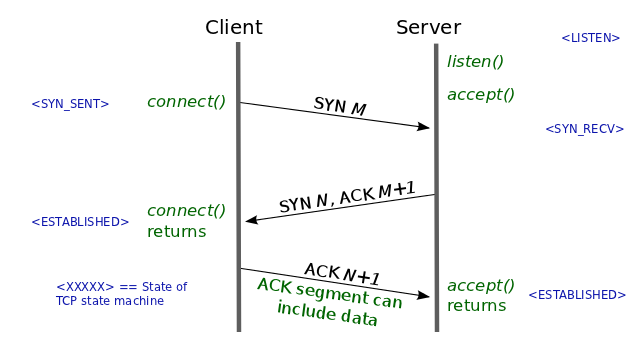 Client Server
<LISTEN>
listen()
accept()
<SYN_SENT> connect() SYN M
<SYN_RECV>
SYN N, ACK M+1
<ESTABLISHED> connect()
returns
ACK N+1
ACK segment can
include data
<XXXXX> == State of
TCP state machine
accept()
returns
<ESTABLISHED>